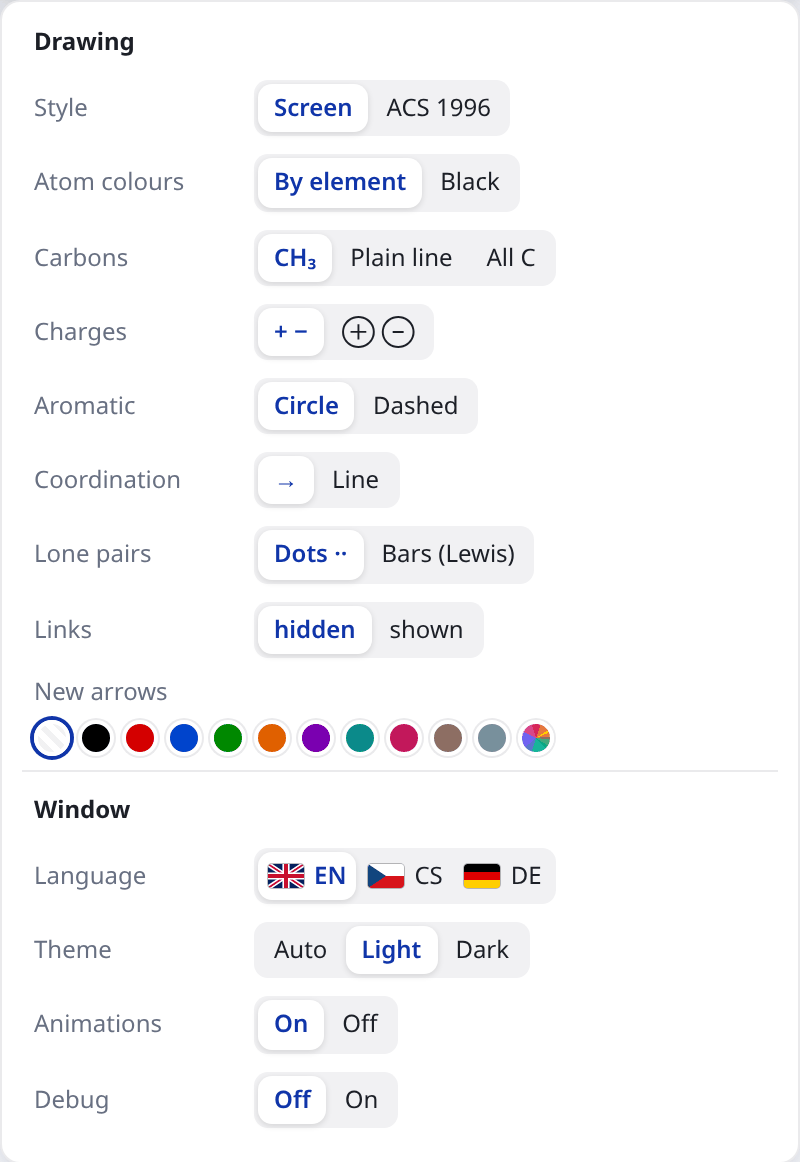 Drawing
Style Screen ACS 1996
Atom colours By element Black
Carbons CH₃ Plain line All C
Charges + − ⊕ ⊖
Aromatic Circle Dashed
Coordination → Line
Lone pairs Dots ·· Bars (Lewis)
Links hidden shown
New arrows
Window
Language EN CS DE
Theme Auto Light Dark
Animations On Off
Debug Off On